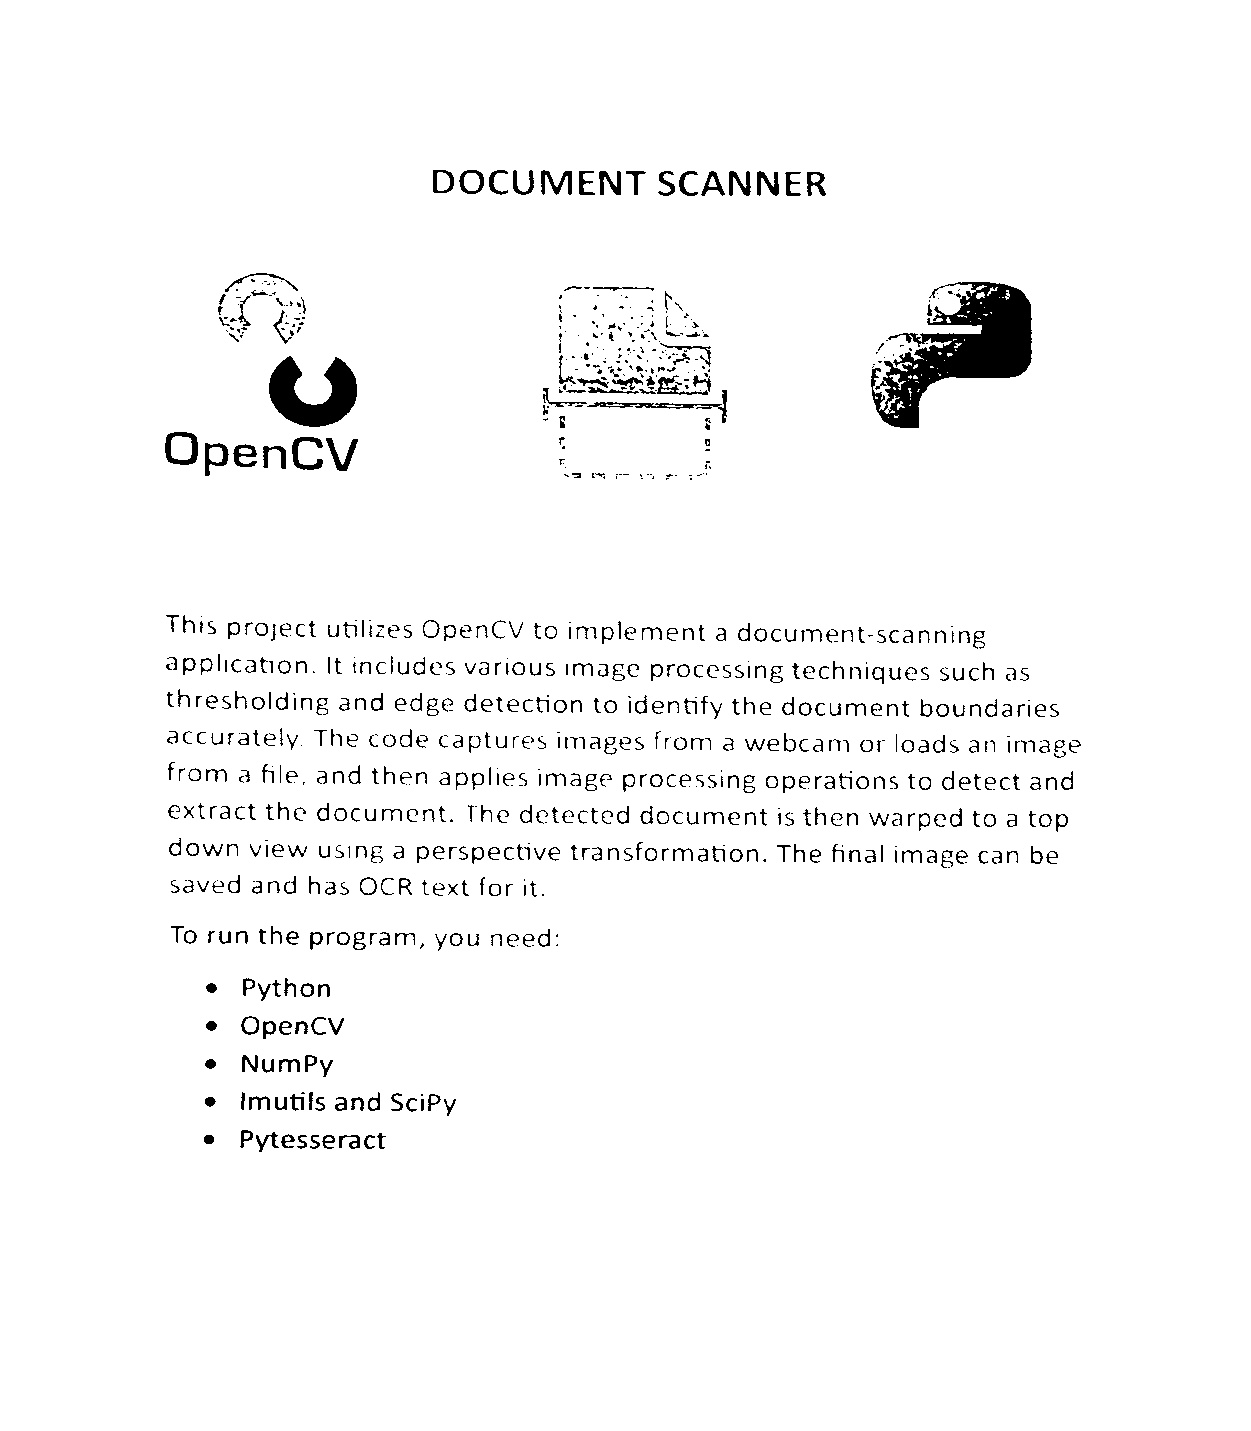 DOCUMENT SCANNER
OpenCV
This project utilizes OpenCV to implement a document-scanning
application. It includes various image processing techniques such as
thresholding and edge detection to identify the document boundaries
accurately. The code captures images from a webcam or loads an image
from a file, and then applies image processing operations to detect and
extract the document. The detected document is then warped to a top
down view using a perspective transformation. The final image can be
saved and has OCR text for it.
To run the program, you need:
• Python
• OpenCV
• NumPy
• Imutils and SciPy
• Pytesseract